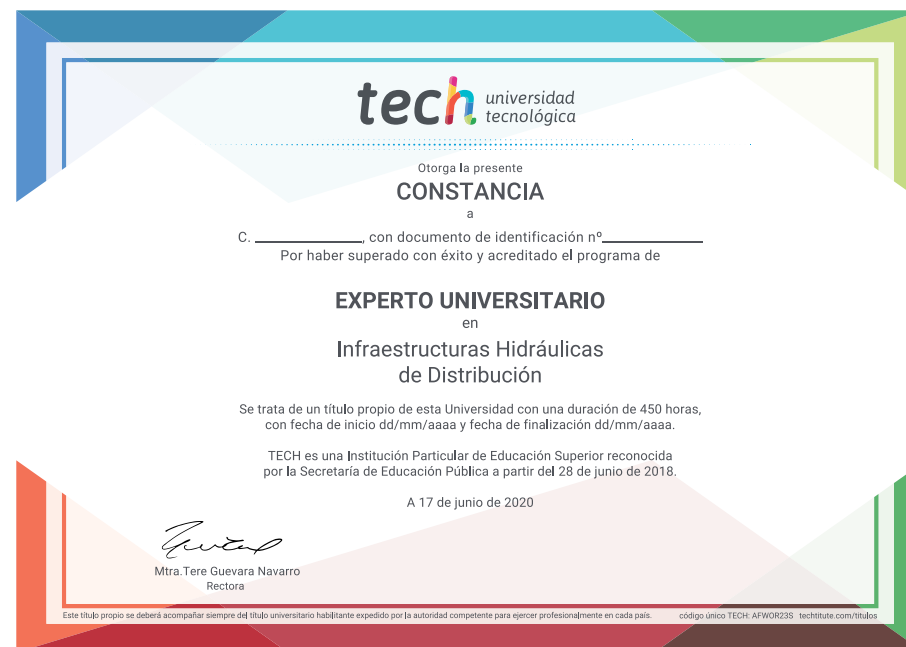 tech universidad
tecnológica
Otorga la presente
CONSTANCIA
a
C. ____________, con documento de identificación nº____________
Por haber superado con éxito y acreditado el programa de
EXPERTO UNIVERSITARIO
en
Infraestructuras Hidráulicas
de Distribución
Se trata de un título propio de esta Universidad con una duración de 450 horas,
con fecha de inicio dd/mm/aaaa y fecha de finalización dd/mm/aaaa.
TECH es una Institución Particular de Educación Superior reconocida
por la Secretaría de Educación Pública a partir del 28 de junio de 2018.
A 17 de junio de 2020
Mtra.Tere Guevara Navarro
Rectora
Este título propio se deberá acompañar siempre del título universitario habilitante expedido por la autoridad competente para ejercer profesionalmente en cada país. código único TECH: AFWOR23S techtitute.com/titulos